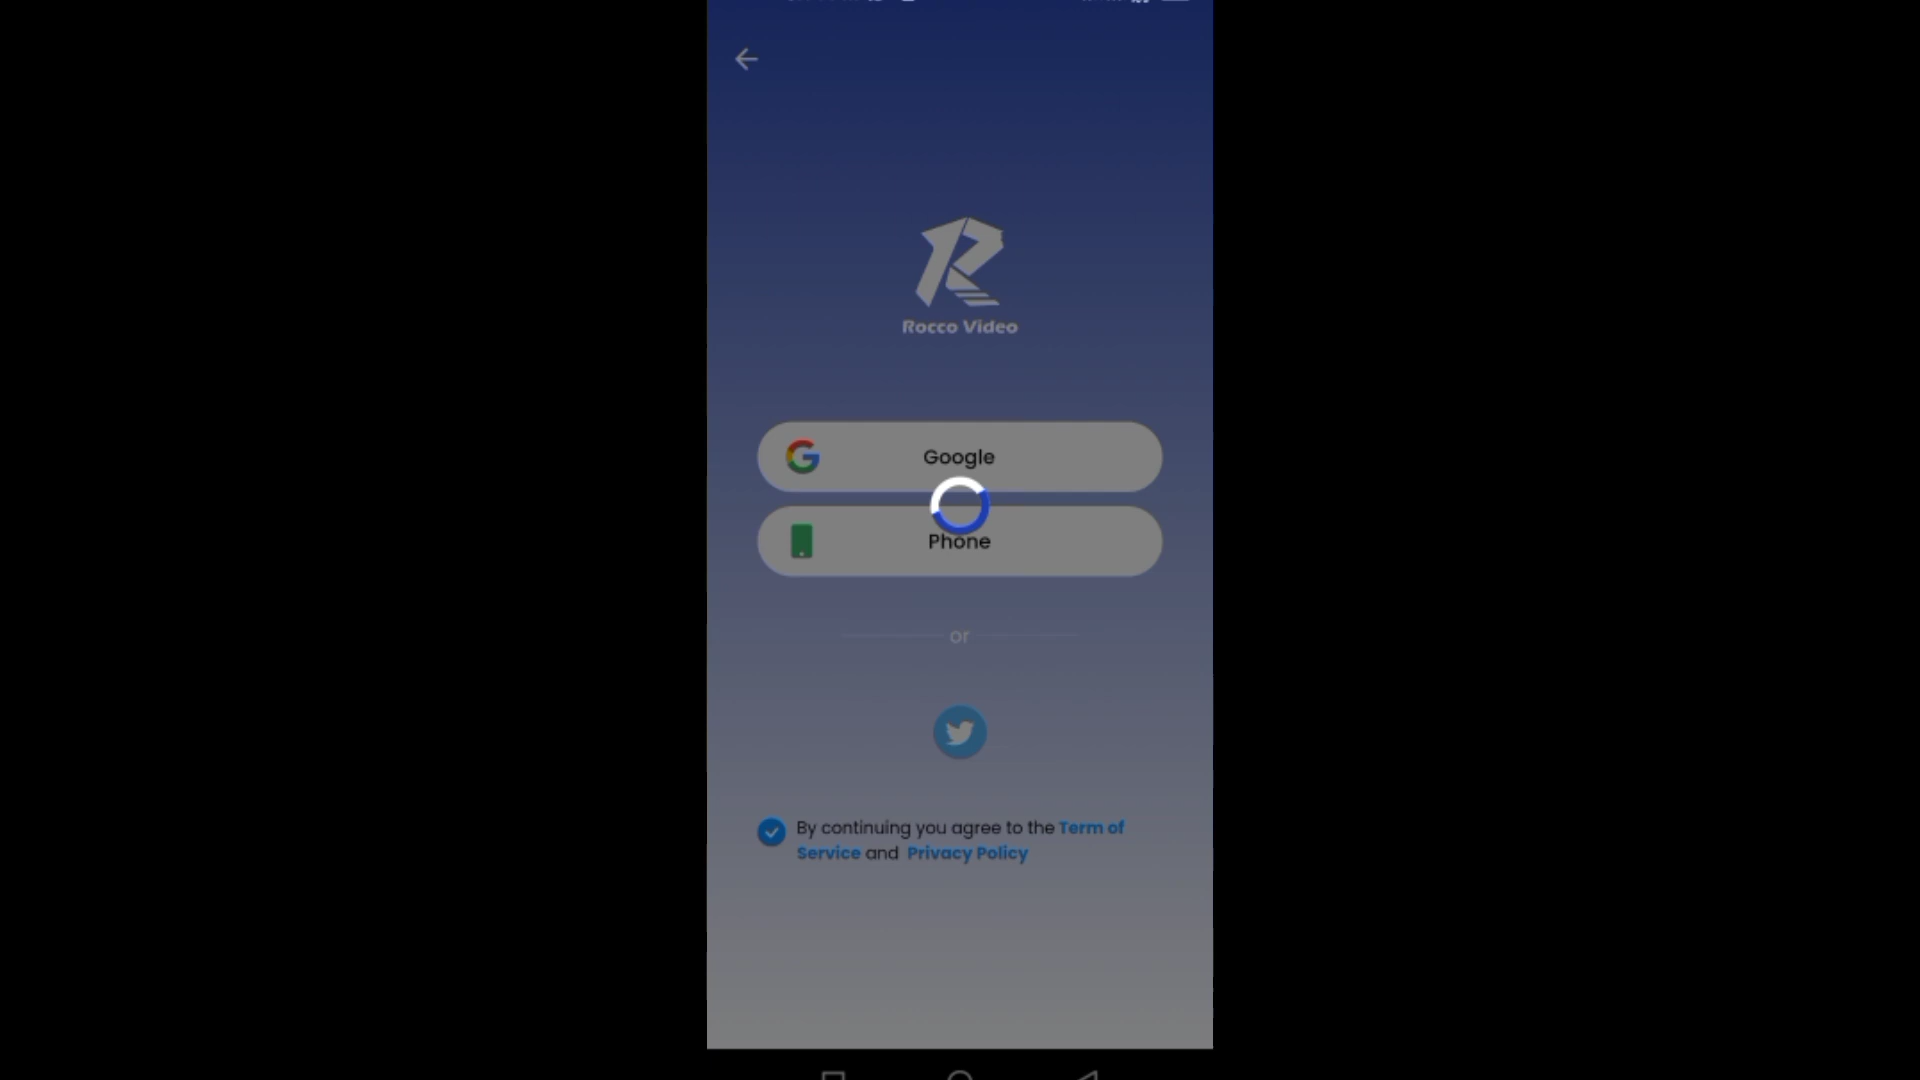 Rocco Video
Google
Phone
or
By continuing you agree to the Term of
Service and Privacy Policy